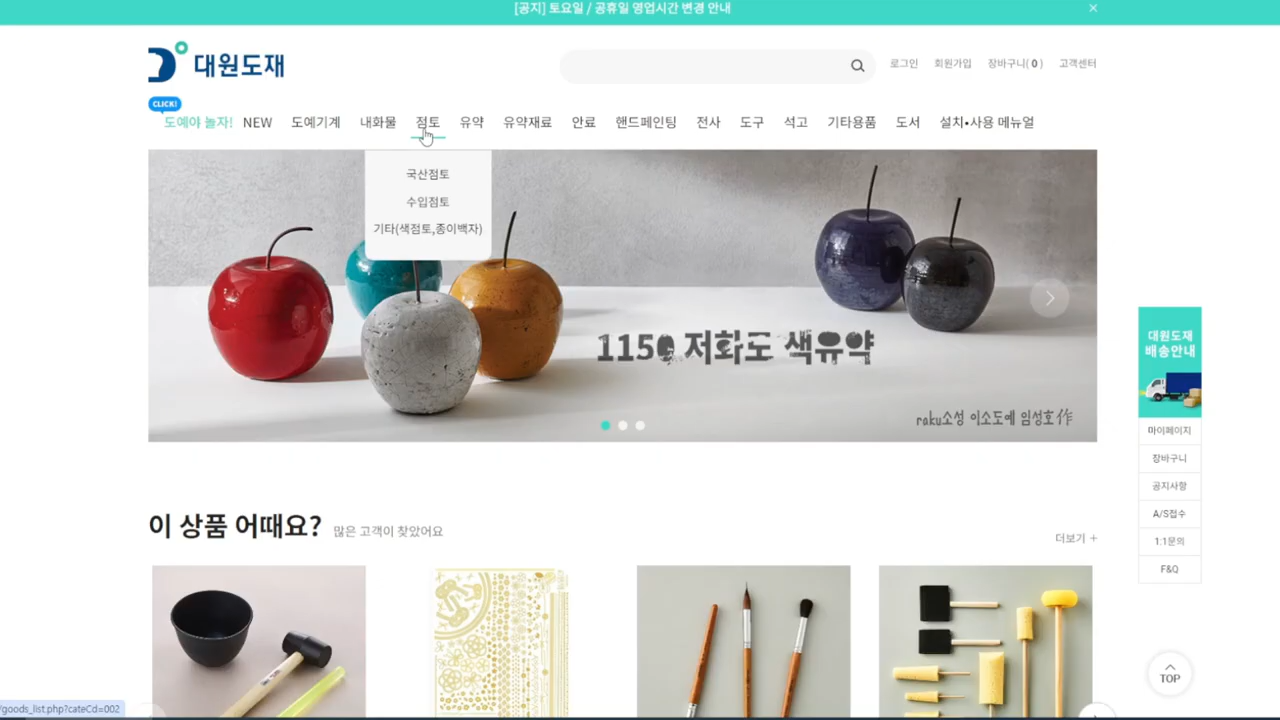 [공지] 토요일 / 공휴일 영업시간 변경 안내
대원도재
로그인 회원가입 장바구니( 0 ) 고객센터
CLICK!
도예야 놀자! NEW 도예기계 내화물 점토 유약 유약재료 안료 핸드페인팅 전사 도구 석고 기타용품 도서 설치•사용 메뉴얼
국산점토
수입점토
기타(색점토,종이백자)
1150 저화도 색유약
raku소성 이소도예 임성호作
대원도재
배송안내
마이페이지
장바구니
공지사항
A/S접수
1:1문의
F&Q
이 상품 어때요? 많은 고객이 찾았어요
더보기 +
TOP
/goods_list.php?cateCd=002